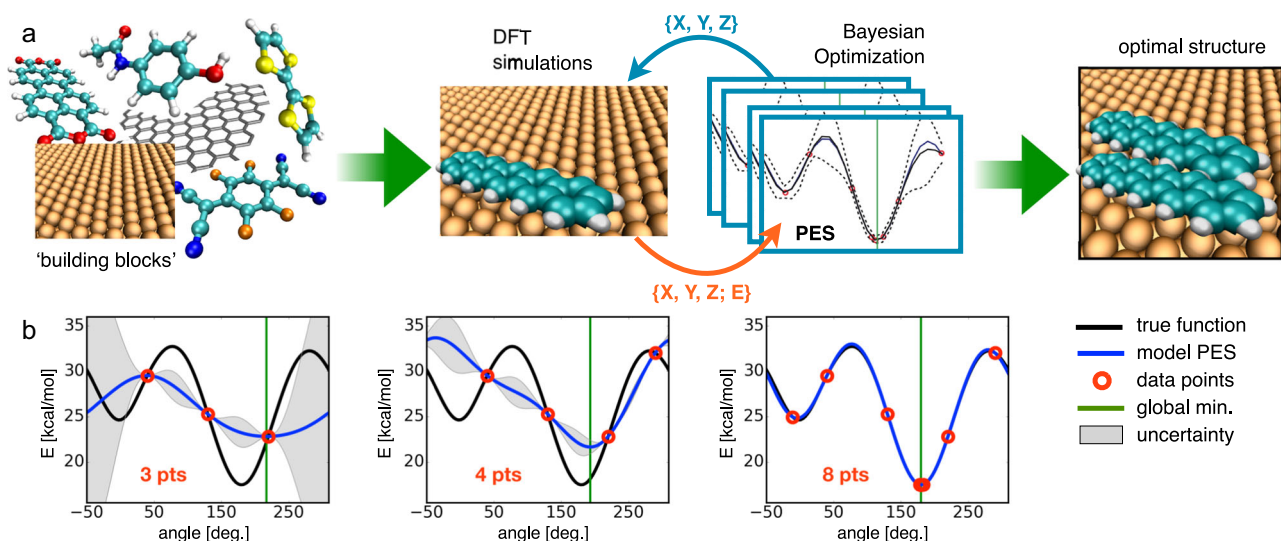 a
{X, Y, Z}
DFT
simulations
Bayesian
Optimization
optimal structure
PES
'building blocks'
{X, Y, Z; E}
b
35
30
25
20
E [kcal/mol]
3 pts
−50 50 150 250
angle [deg.]
35
30
25
20
E [kcal/mol]
4 pts
−50 50 150 250
angle [deg.]
35
30
25
20
E [kcal/mol]
8 pts
−50 50 150 250
angle [deg.]
true function
model PES
data points
global min.
uncertainty